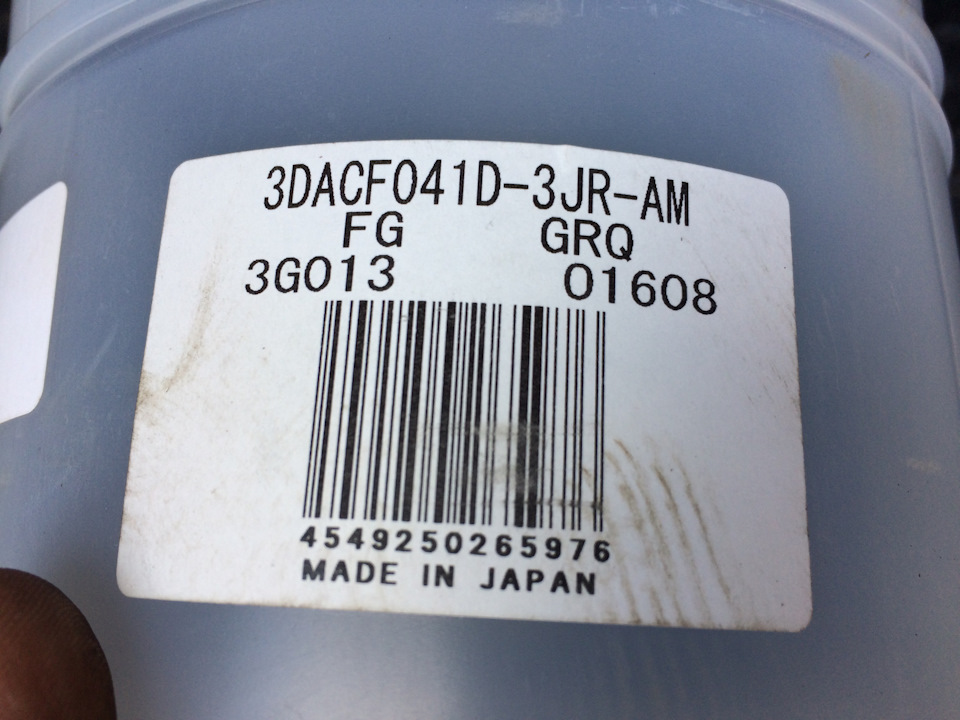 3DACF041D-3JR-AM
FG GRQ
3G013 01608
4549250265976
MADE IN JAPAN